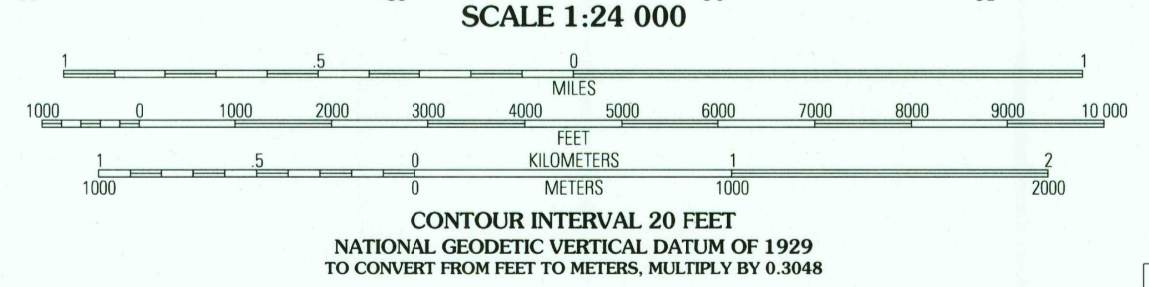 SCALE 1:24 000
1 .5 0 1
MILES
1000 0 1000 2000 3000 4000 5000 6000 7000 8000 9000 10 000
FEET
1 .5 0 KILOMETERS 1 2
1000 0 METERS 1000 2000
CONTOUR INTERVAL 20 FEET
NATIONAL GEODETIC VERTICAL DATUM OF 1929
TO CONVERT FROM FEET TO METERS, MULTIPLY BY 0.3048